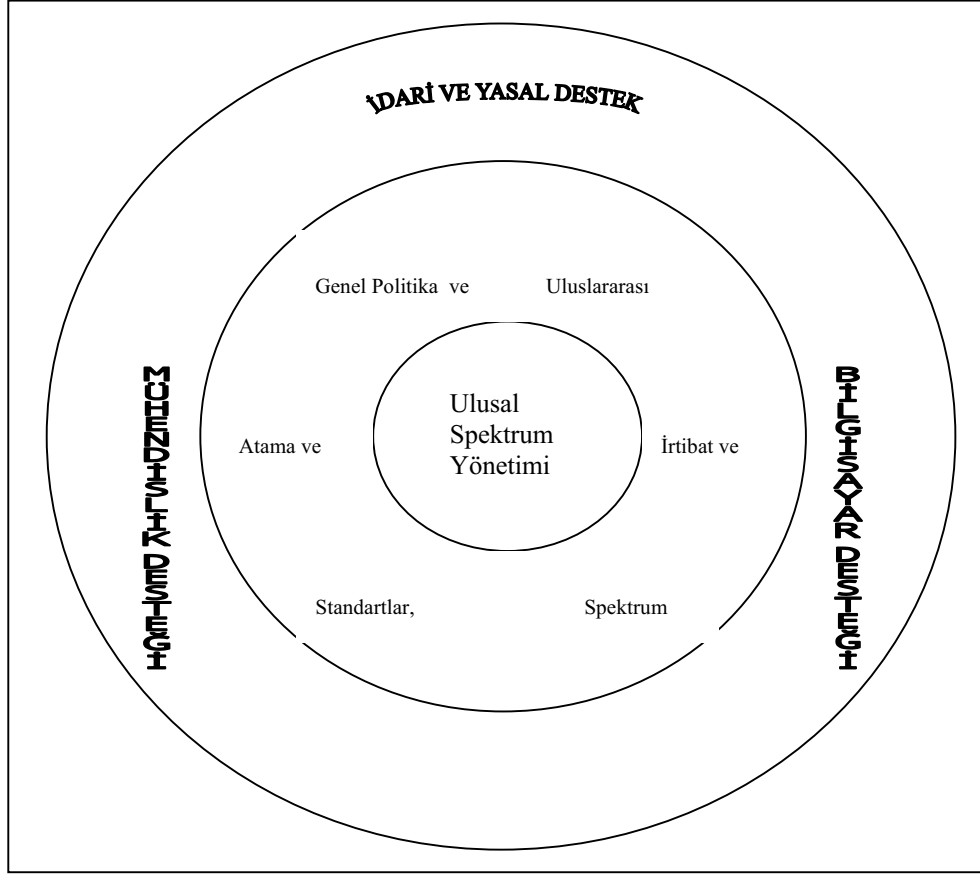 İDARİ VE YASAL DESTEK
Genel Politika ve
Uluslararası
MÜHENDİSLİK DESTEĞİ
Atama ve
Ulusal
Spektrum
Yönetimi
İrtibat ve
BİLGİSAYAR DESTEĞİ
Standartlar,
Spektrum